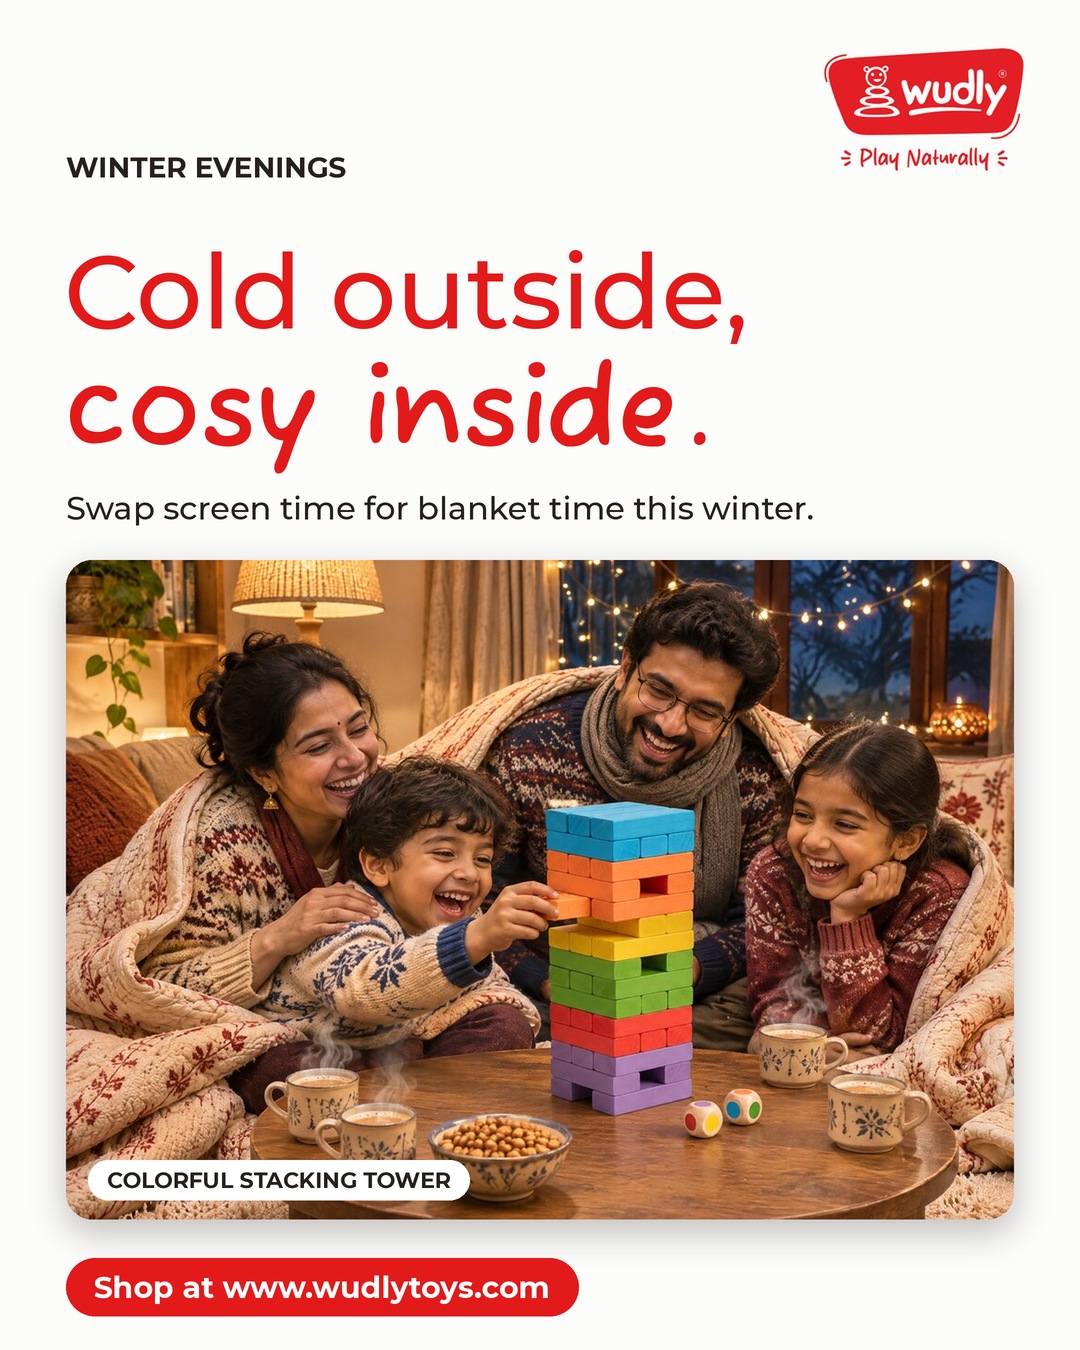 wudly®
Play Naturally
WINTER EVENINGS
Cold outside,
cosy inside.
Swap screen time for blanket time this winter.
COLORFUL STACKING TOWER
Shop at www.wudlytoys.com